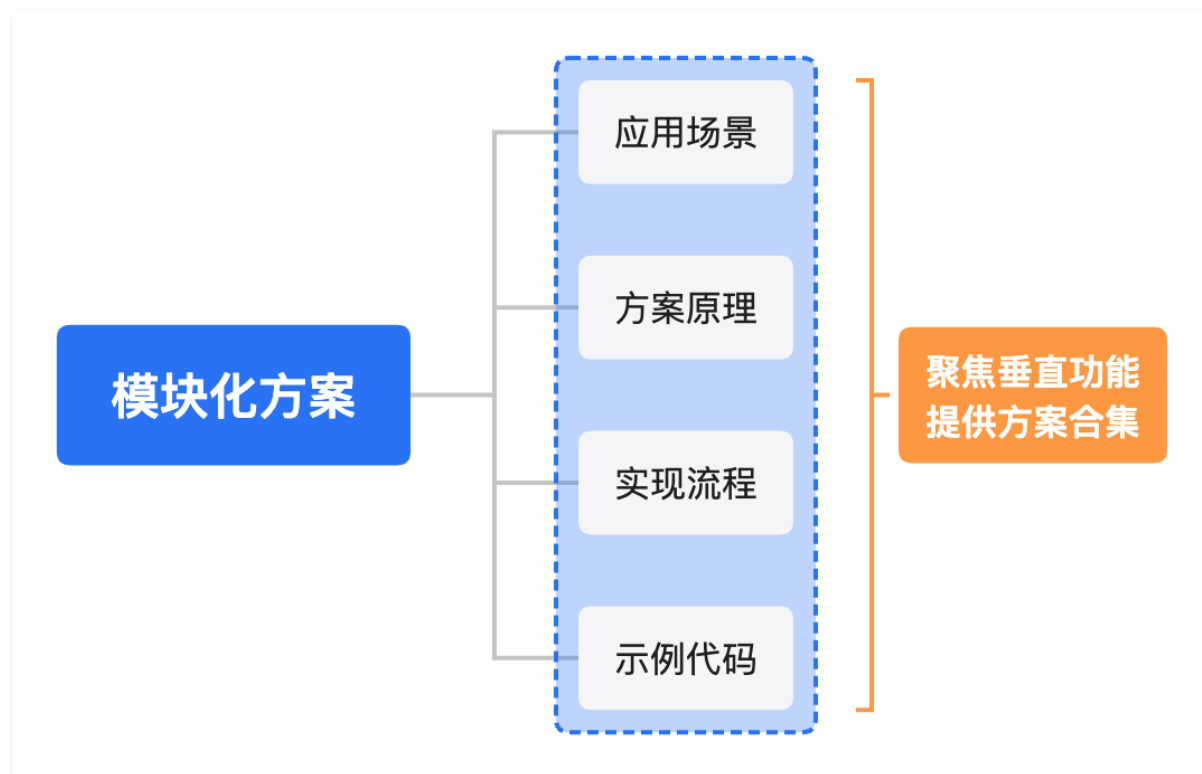 应用场景
方案原理
模块化方案
聚焦垂直功能
提供方案合集
实现流程
示例代码